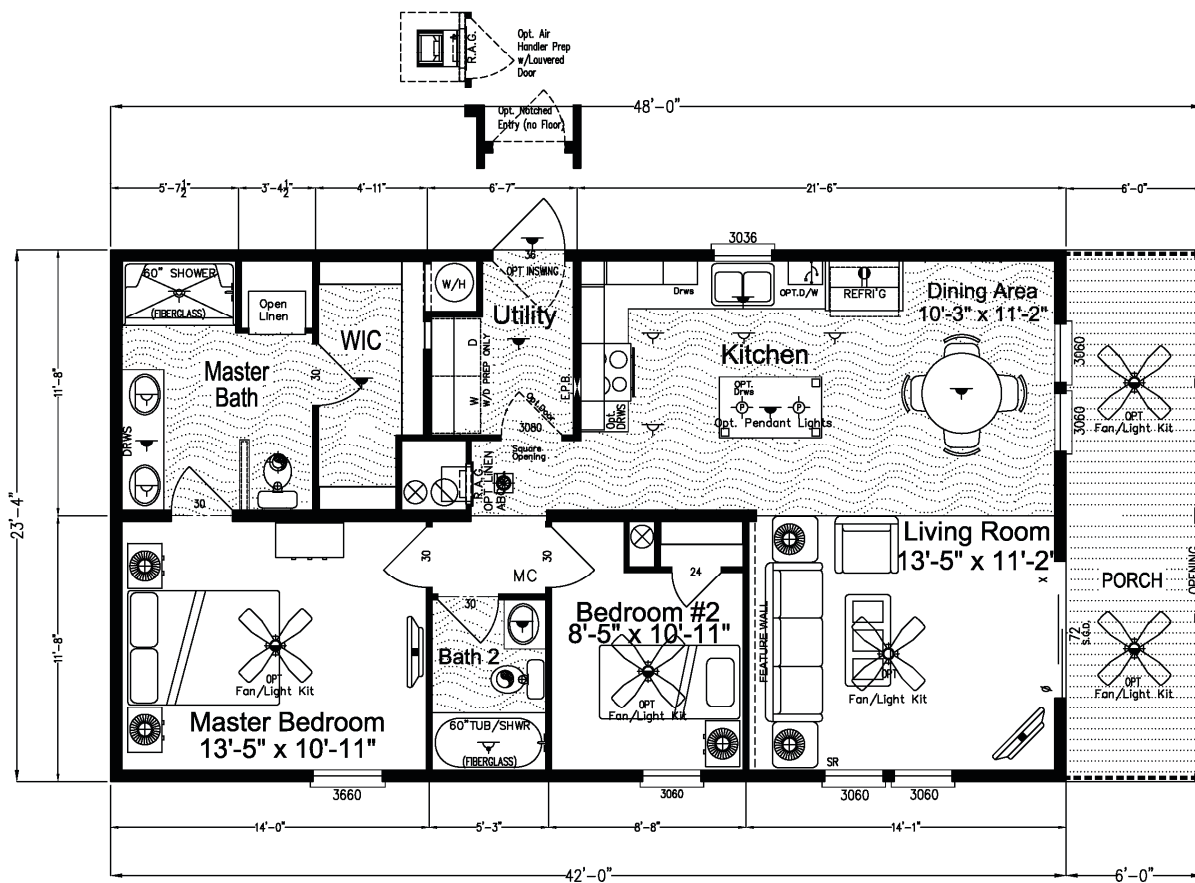 Opt. Air
Handler Prep
w/Louvered
Door
R.A.G.
48'-0"
Opt. Notched
Entry (no Floor)
5'-7½"
3'-4½"
4'-11"
6'-7"
21'-6"
6'-0"
3036
36
OPT INSWING
60" SHOWER
(FIBERGLASS)
Open
Linen
W/H
Utility
Drws
OPT.D/W
REFRI'G
Dining Area
10'-3" x 11'-2"
WIC
30
D
W
W/D PREP ONLY
E.P.B.
Kitchen
3060
3060
11'-8"
Master
Bath
DRWS
Opt.Door
3080
Square
Opening
Opt.
DRWS
OPT.
Drws
P
P
Opt. Pendant Lights
OPT
Fan/Light Kit
R.A.G.
OPT LINEN
30
23'-4"
30
30
MC
24
Living Room
13'-5" x 11'-2"
X
PORCH
OPENING
Bedroom #2
8'-5" x 10'-11"
FEATURE WALL
72
S.G.D.
30
Bath 2
11'-8"
OPT
Fan/Light Kit
OPT
Fan/Light Kit
OPT
Fan/Light Kit
OPT
Fan/Light Kit
Master Bedroom
13'-5" x 10'-11"
60"TUB/SHWR
(FIBERGLASS)
SR
3660
3060
3060
3060
14'-0"
5'-3"
8'-8"
14'-1"
42'-0"
6'-0"